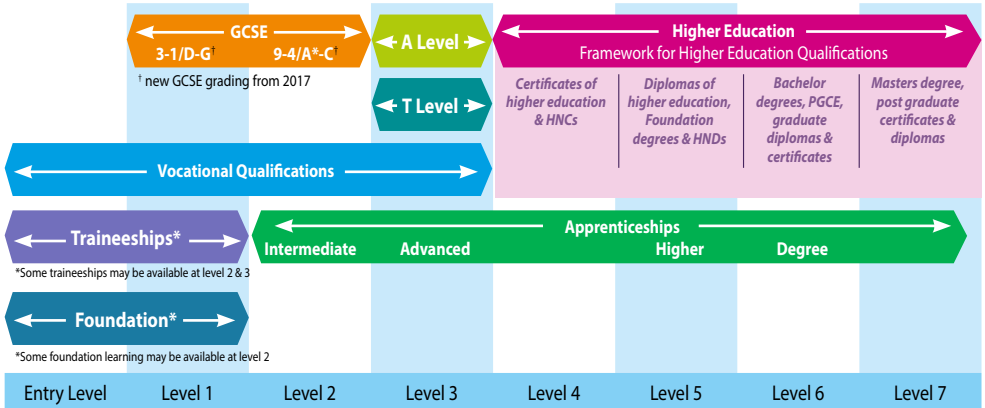 GCSE
3-1/D-G† 9-4/A*-C†
† new GCSE grading from 2017
A Level
T Level
Higher Education
Framework for Higher Education Qualifications
Certificates of
higher education
& HNCs
Diplomas of
higher education,
Foundation
degrees & HNDs
Bachelor
degrees, PGCE,
graduate
diplomas &
certificates
Masters degree,
post graduate
certificates &
diplomas
Vocational Qualifications
Traineeships*
*Some traineeships may be available at level 2 & 3
Apprenticeships
Intermediate Advanced Higher Degree
Foundation*
*Some foundation learning may be available at level 2
Entry Level Level 1 Level 2 Level 3 Level 4 Level 5 Level 6 Level 7